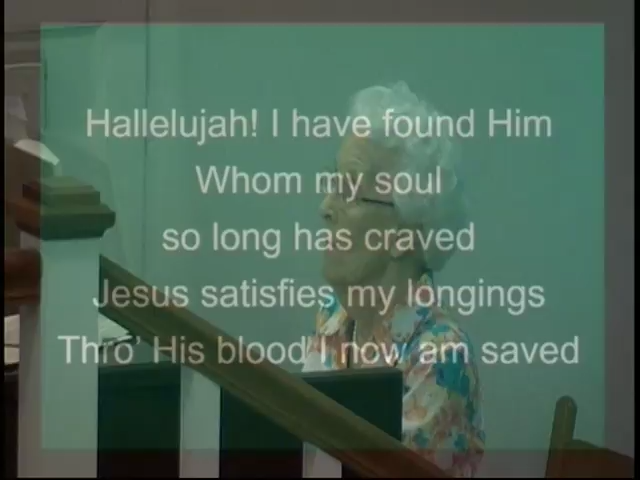 Hallelujah! I have found Him
Whom my soul
so long has craved
Jesus satisfies my longings
Thro' His blood I now am saved